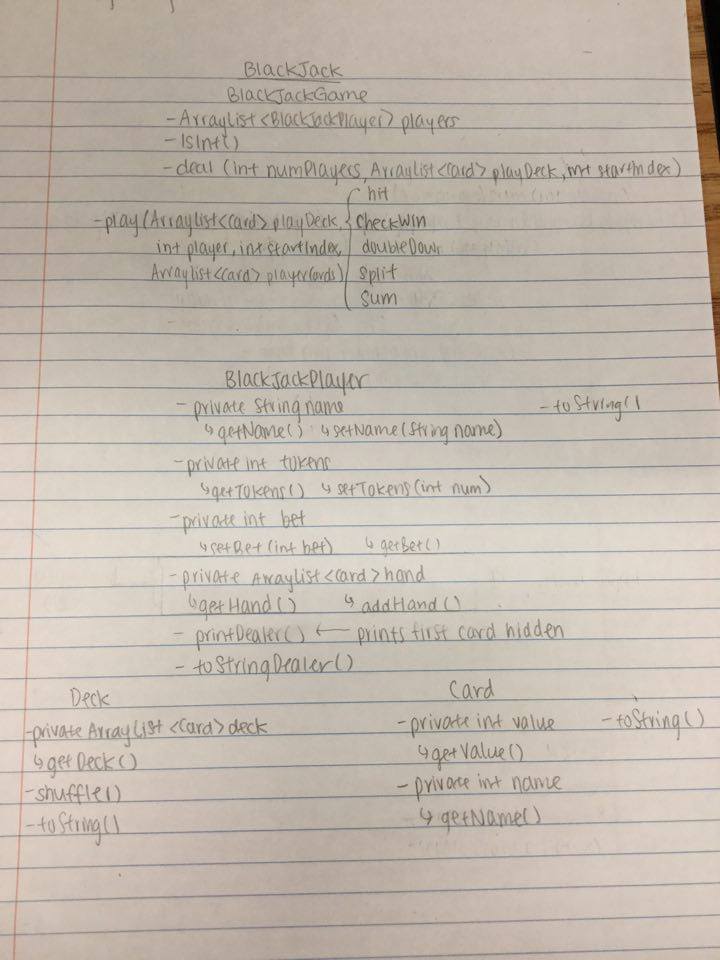 BlackJack
BlackJackGame
- ArrayList<BlackJackPlayer> players
- IsInt()
- deal (int numPlayers, ArrayList<Card> playDeck, int startIndex)
- play(ArrayList<Card> playDeck,
int player, int startIndex,
ArrayList<Card> playerCards)
hit
CheckWin
doubleDown
split
sum
BlackJackPlayer
- private String name
↳getName() ↳setName(String name)
- toString()
- private int tokens
↳getTokens() ↳setTokens(int num)
- private int bet
↳setBet(int bet) ↳getBet()
- private ArrayList<Card> hand
↳getHand() ↳addHand()
- printDealer() ← prints first card hidden
- toStringDealer()
Deck
- private ArrayList<Card> deck
↳getDeck()
- shuffle()
- toString()
Card
- private int value - toString()
↳getValue()
- private int name
↳getName()